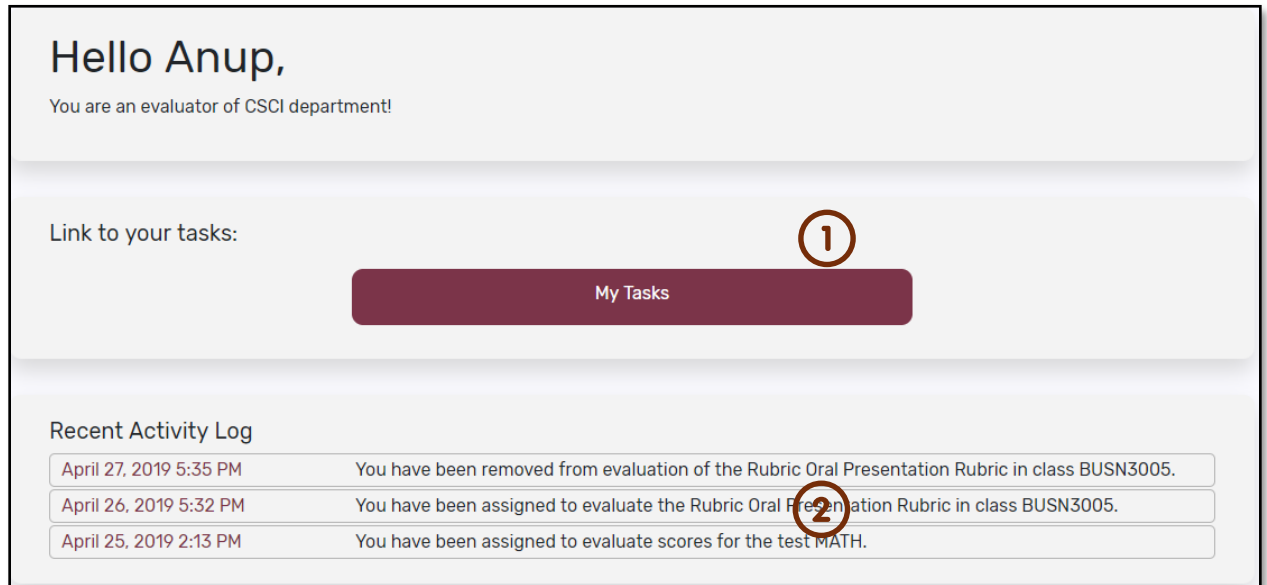 Hello Anup,
You are an evaluator of CSCI department!
Link to your tasks:
1
My Tasks
Recent Activity Log
April 27, 2019 5:35 PM You have been removed from evaluation of the Rubric Oral Presentation Rubric in class BUSN3005.
April 26, 2019 5:32 PM You have been assigned to evaluate the Rubric Oral Presentation Rubric in class BUSN3005.
2
April 25, 2019 2:13 PM You have been assigned to evaluate scores for the test MATH.